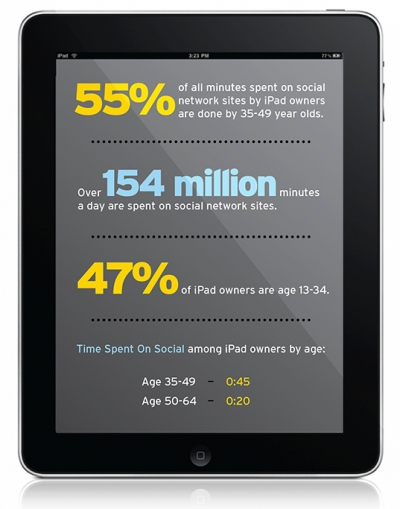 iPad 3:23 PM 77%
55% of all minutes spent on social
network sites by iPad owners
are done by 35-49 year olds.
Over 154 million minutes
a day are spent on social network sites.
47% of iPad owners are age 13-34.
Time Spent On Social among iPad owners by age:
Age 35-49 – 0:45
Age 50-64 – 0:20